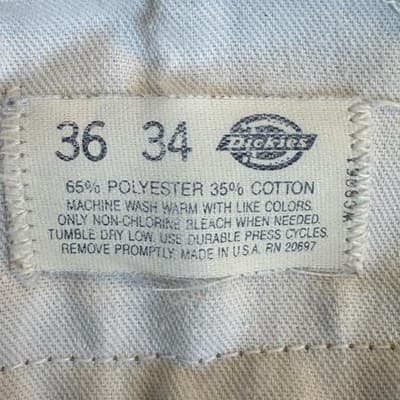 36 34 Dickies
65% POLYESTER 35% COTTON
MACHINE WASH WARM WITH LIKE COLORS.
ONLY NON-CHLORINE BLEACH WHEN NEEDED.
TUMBLE DRY LOW. USE DURABLE PRESS CYCLES.
REMOVE PROMPTLY. MADE IN U.S.A. RN 20697